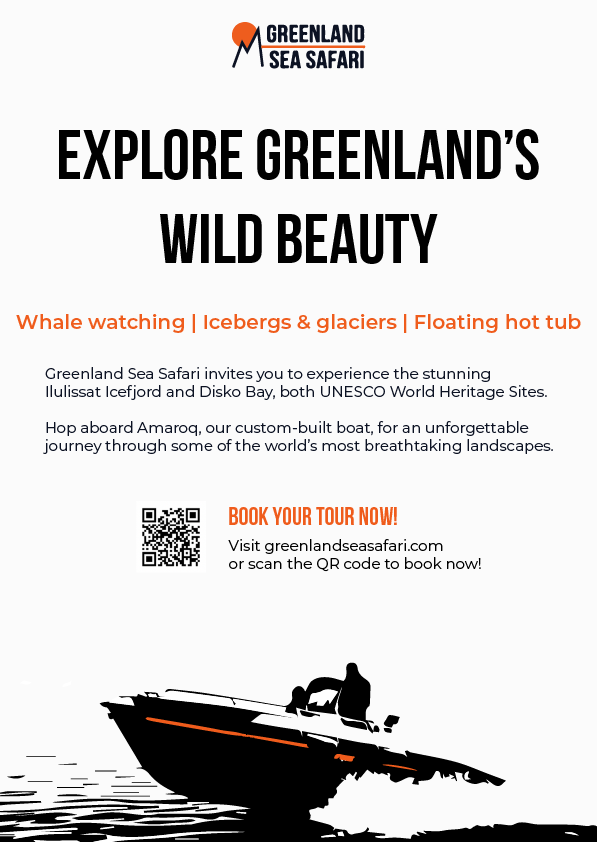 GREENLAND
SEA SAFARI
EXPLORE GREENLAND’S
WILD BEAUTY
Whale watching | Icebergs & glaciers | Floating hot tub
Greenland Sea Safari invites you to experience the stunning
Ilulissat Icefjord and Disko Bay, both UNESCO World Heritage Sites.
Hop aboard Amaroq, our custom-built boat, for an unforgettable
journey through some of the world’s most breathtaking landscapes.
BOOK YOUR TOUR NOW!
Visit greenlandseasafari.com
or scan the QR code to book now!